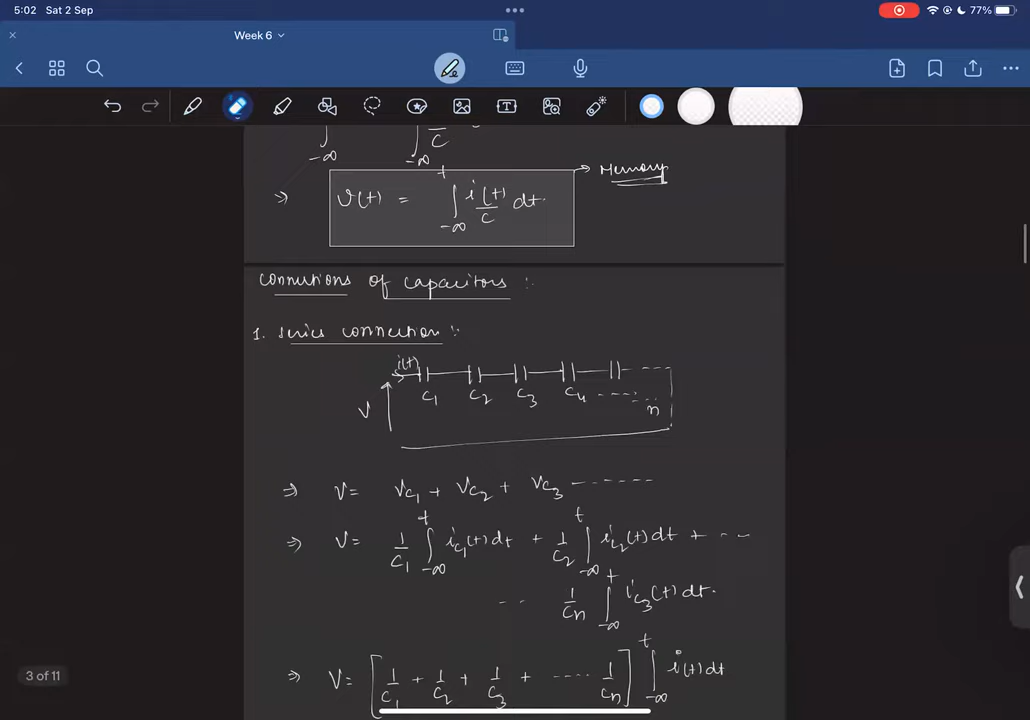 5:02 Sat 2 Sep
77%
Week 6
∫ −∞ ∫ −∞ C
⇒ v(t) = ∫_{-∞}^{t} i(t)/C dt. → Memory
Connections of capacitors :
1. Series connection :
i(t)
V C1 C2 C3 C4 ---- n
⇒ V = Vc1 + Vc2 + Vc3 -------
⇒ V = 1/C1 ∫_{-∞}^{t} ic1(t) dt + 1/C2 ∫_{-∞}^{t} ic2(t) dt + -- --
-- 1/Cn ∫_{-∞}^{t} ic3(t) dt.
⇒ V = [1/C1 + 1/C2 + 1/C3 + ---- 1/Cn] ∫_{-∞}^{t} i(t) dt
3 of 11